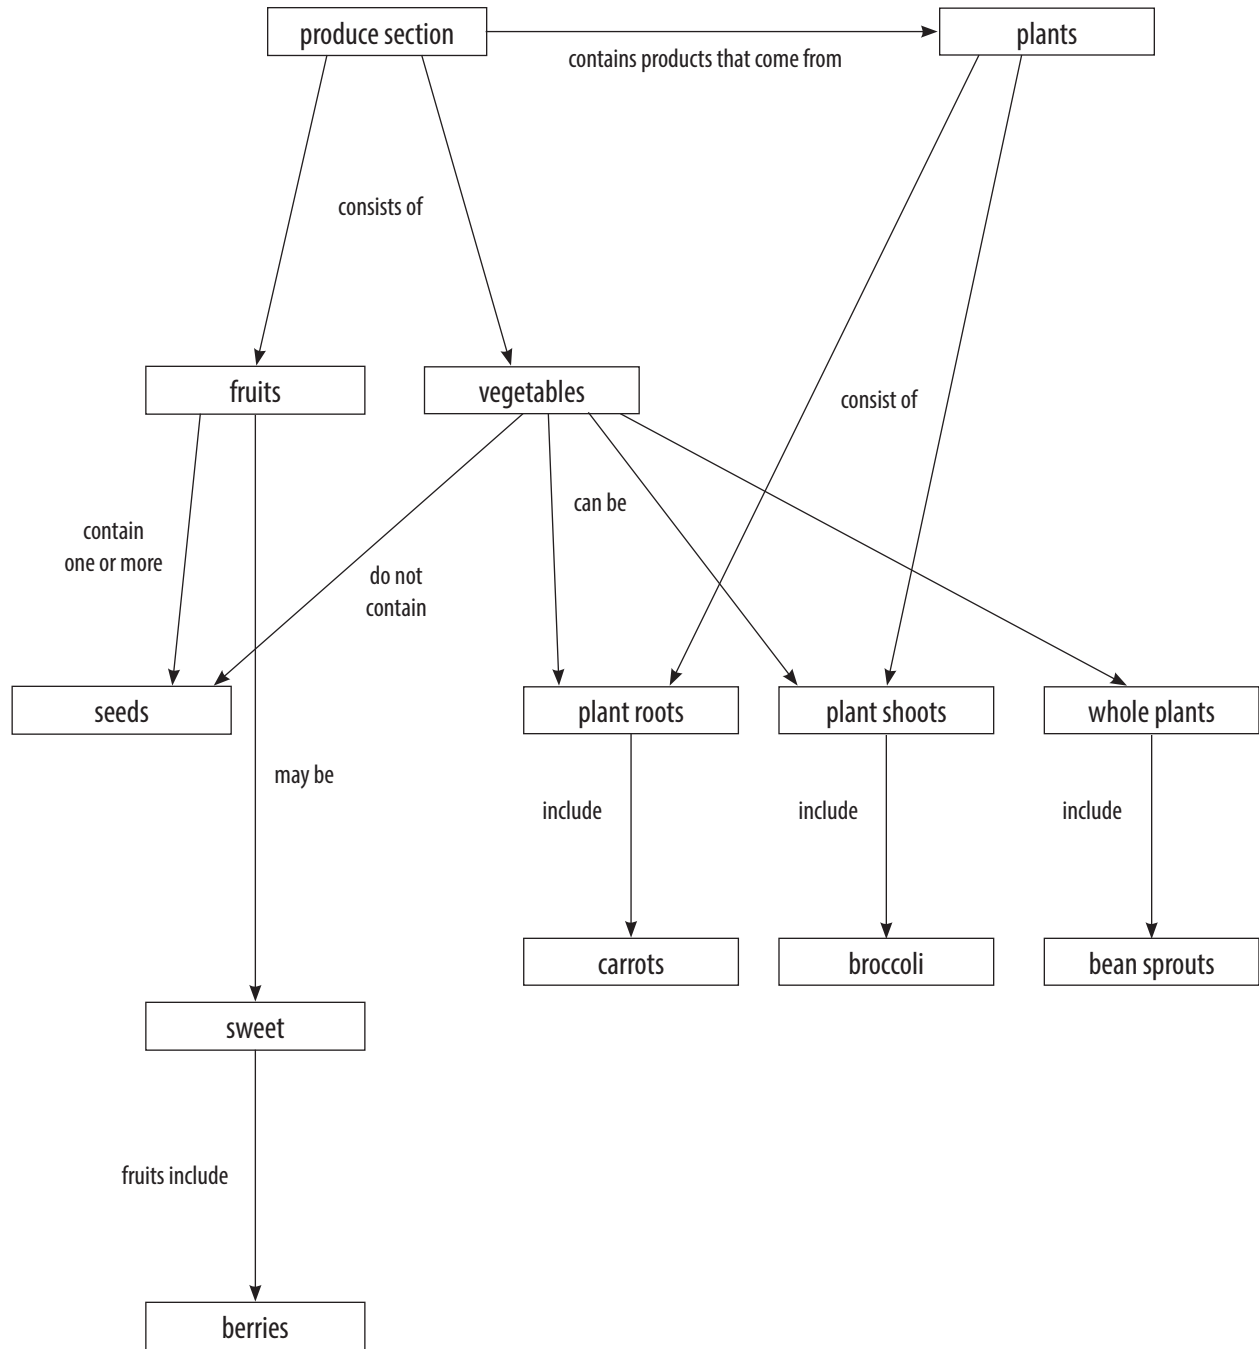 produce section
plants
contains products that come from
consists of
fruits
vegetables
consist of
can be
contain
one or more
do not
contain
seeds
plant roots
plant shoots
whole plants
may be
include
include
include
carrots
broccoli
bean sprouts
sweet
fruits include
berries